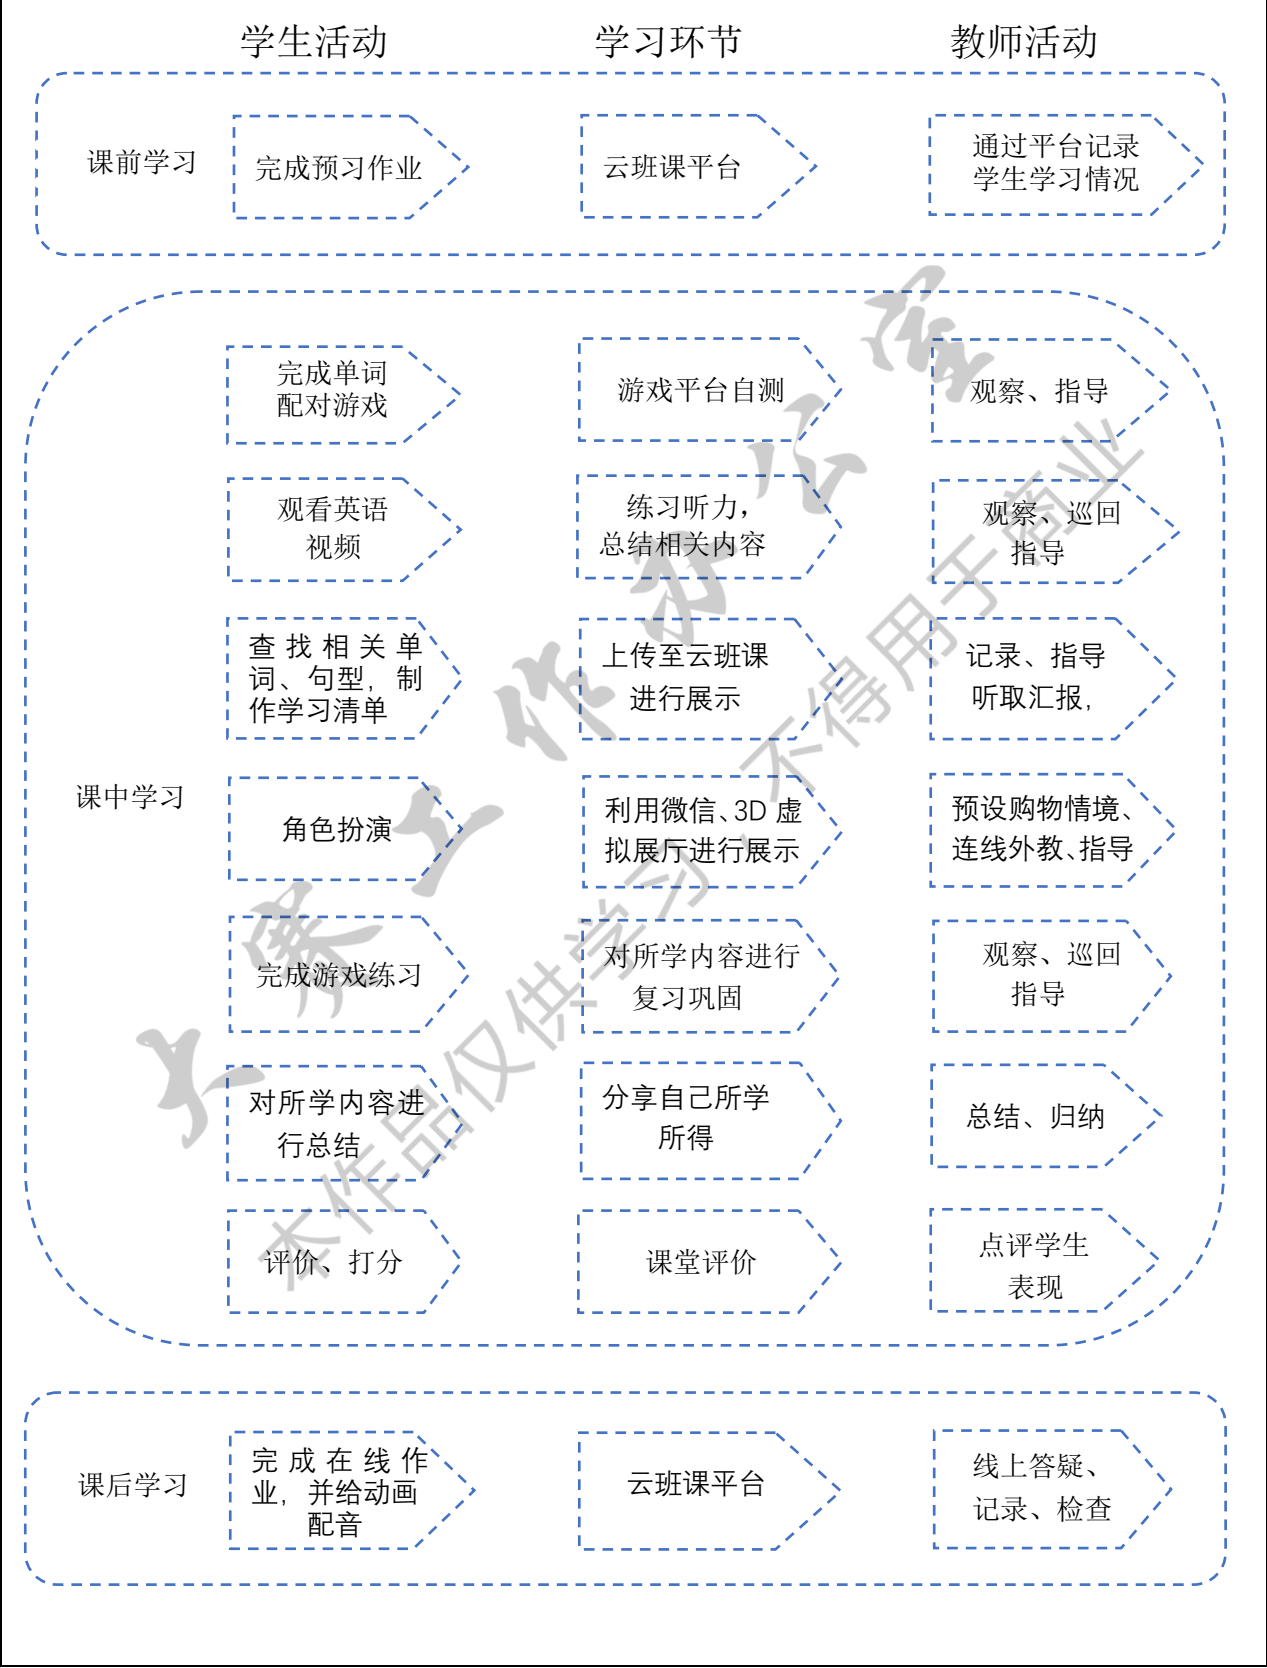 学生活动
学习环节
教师活动
课前学习
完成预习作业
云班课平台
通过平台记录
学生学习情况
课中学习
完成单词
配对游戏
游戏平台自测
观察、指导
观看英语
视频
练习听力，
总结相关内容
观察、巡回
指导
查找相关单
词、句型，制
作学习清单
上传至云班课
进行展示
记录、指导
听取汇报，
角色扮演
利用微信、3D 虚
拟展厅进行展示
预设购物情境、
连线外教、指导
完成游戏练习
对所学内容进行
复习巩固
观察、巡回
指导
对所学内容进
行总结
分享自己所学
所得
总结、归纳
评价、打分
课堂评价
点评学生
表现
课后学习
完成在线作
业，并给动画
配音
云班课平台
线上答疑、
记录、检查
大赛工作办公室
本作品仅供学习，不得用于商业